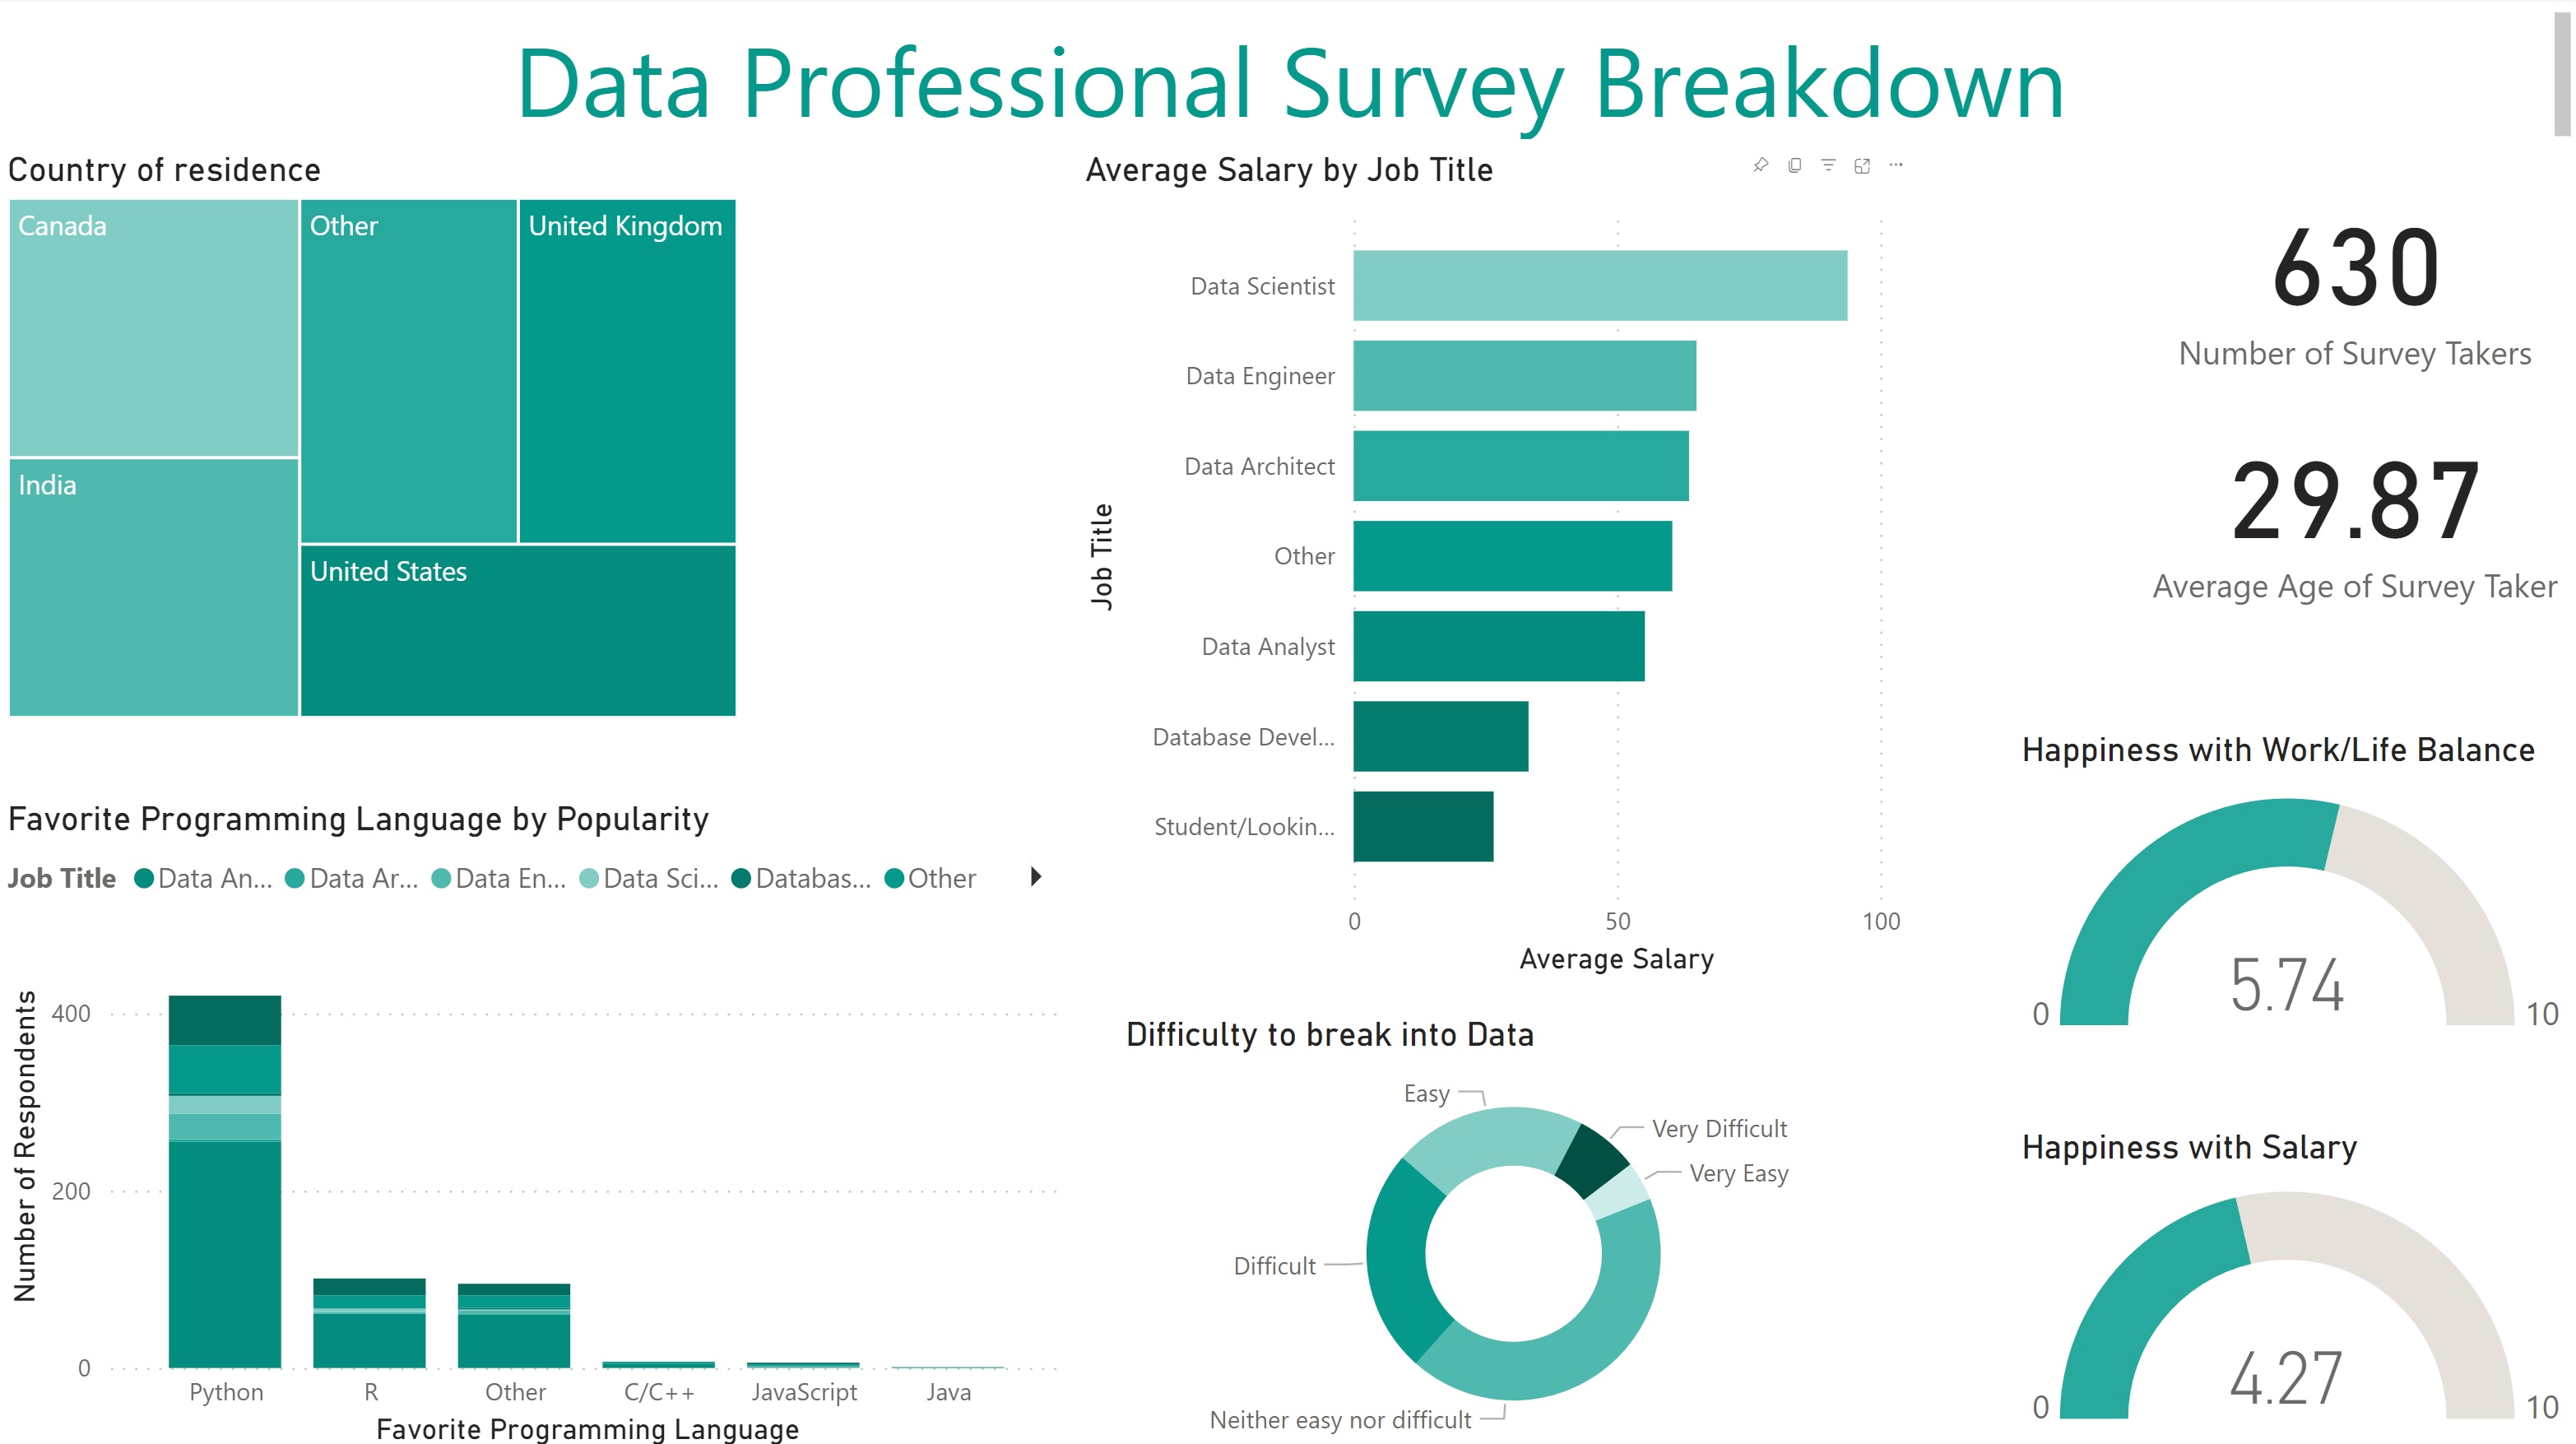 Data Professional Survey Breakdown
Country of residence
Canada
Other
United Kingdom
India
United States
Average Salary by Job Title
Job Title
Data Scientist
Data Engineer
Data Architect
Other
Data Analyst
Database Devel...
Student/Lookin...
0
50
100
Average Salary
630
Number of Survey Takers
29.87
Average Age of Survey Taker
Favorite Programming Language by Popularity
Job Title Data An... Data Ar... Data En... Data Sci... Databas... Other
Number of Respondents
400
200
0
Python
R
Other
C/C++
JavaScript
Java
Favorite Programming Language
Difficulty to break into Data
Easy
Very Difficult
Very Easy
Difficult
Neither easy nor difficult
Happiness with Work/Life Balance
5.74
0
10
Happiness with Salary
4.27
0
10